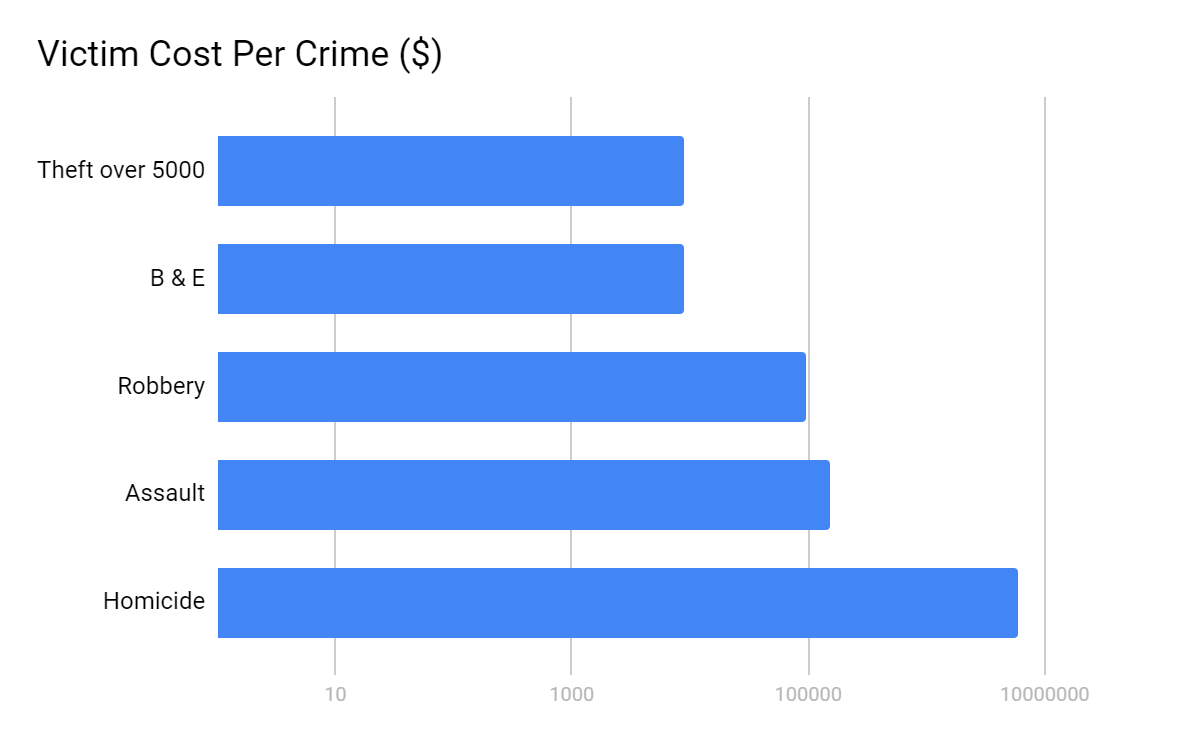 Victim Cost Per Crime ($)
Theft over 5000
B & E
Robbery
Assault
Homicide
10
1000
100000
10000000